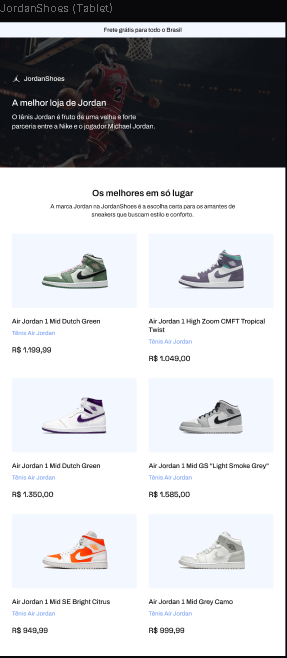 JordanShoes (Tablet)
Frete grátis para todo o Brasil
JordanShoes
A melhor loja de Jordan
O tênis Jordan é fruto de uma velha e forte
parceria entre a Nike e o jogador Michael Jordan.
Os melhores em só lugar
A marca Jordan na JordanShoes é a escolha certa para os amantes de
sneakers que buscam estilo e conforto.
Air Jordan 1 Mid Dutch Green
Tênis Air Jordan
R$ 1.199,99
Air Jordan 1 High Zoom CMFT Tropical
Twist
Tênis Air Jordan
R$ 1.049,00
Air Jordan 1 Mid Dutch Green
Tênis Air Jordan
R$ 1.350,00
Air Jordan 1 Mid GS "Light Smoke Grey"
Tênis Air Jordan
R$ 1.585,00
Air Jordan 1 Mid SE Bright Citrus
Tênis Air Jordan
R$ 949,99
Air Jordan 1 Mid Grey Camo
Tênis Air Jordan
R$ 999,99